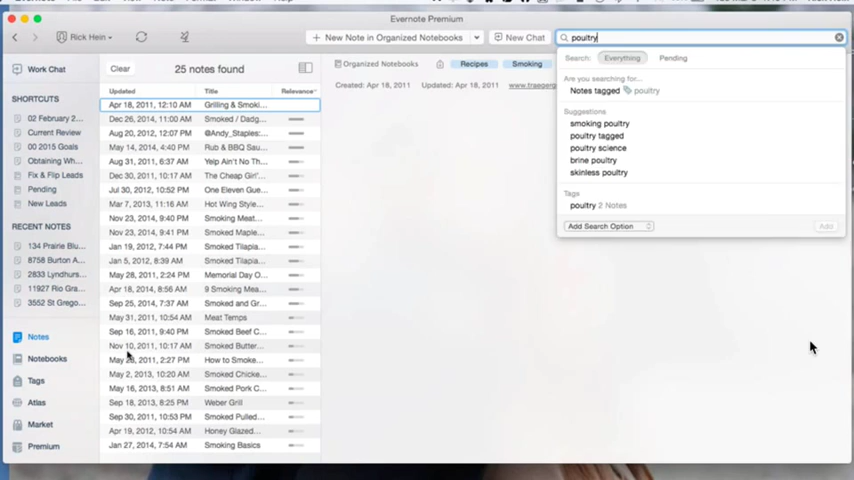 Evernote Premium
Rick Hein
+ New Note in Organized Notebooks
New Chat
poultry
Work Chat
Clear
25 notes found
SHORTCUTS
02 February 2...
Current Review
00 2015 Goals
Obtaining Wh...
Fix & Flip Leads
Pending
New Leads
RECENT NOTES
134 Prairie Blu...
8758 Burton A...
2833 Lyndhurs...
11927 Rio Gra...
3552 St Grego...
Notes
Notebooks
Tags
Atlas
Market
Premium
Updated Title Relevance
Apr 18, 2011, 12:10 AM Grilling & Smoki...
Dec 26, 2014, 11:00 AM Smoked / Dadg...
Aug 20, 2012, 12:07 PM @Andy_Staples:...
May 14, 2014, 4:40 PM Rub & BBQ Sau...
Aug 31, 2011, 6:37 AM Yelp Ain't No Th...
Dec 30, 2011, 10:17 AM The Cheap Girl'...
Jul 30, 2012, 10:52 PM One Eleven Gue...
Mar 7, 2013, 11:16 AM Hot Wing Style...
Nov 23, 2014, 9:40 PM Smoking Meat...
Nov 23, 2014, 9:41 PM Smoked Maple...
Jan 19, 2012, 7:44 PM Smoked Tilapia...
Jan 5, 2012, 8:39 AM Smoked Tilapia...
May 28, 2011, 2:24 PM Memorial Day O...
Apr 18, 2014, 8:56 AM 9 Smoking Mea...
Sep 25, 2014, 7:37 AM Smoked and Gr...
May 31, 2011, 10:54 AM Meat Temps
Sep 16, 2011, 9:40 PM Smoked Beef C...
Nov 10, 2011, 10:17 AM Smoked Butter...
May 28, 2011, 2:27 PM How to Smoke...
May 2, 2013, 10:20 AM Smoked Chicke...
May 16, 2013, 8:51 AM Smoked Pork C...
Sep 18, 2013, 8:25 PM Weber Grill
Sep 30, 2011, 10:53 PM Smoked Pulled...
Apr 19, 2012, 10:54 AM Honey Glazed...
Jan 27, 2014, 7:54 AM Smoking Basics
Organized Notebooks Recipes Smoking
Created: Apr 18, 2011 Updated: Apr 18, 2011
Search: Everything Pending
Are you searching for...
Notes tagged poultry
Suggestions
smoking poultry
poultry tagged
poultry science
brine poultry
skinless poultry
Tags
poultry 2 Notes
Add Search Option
Add